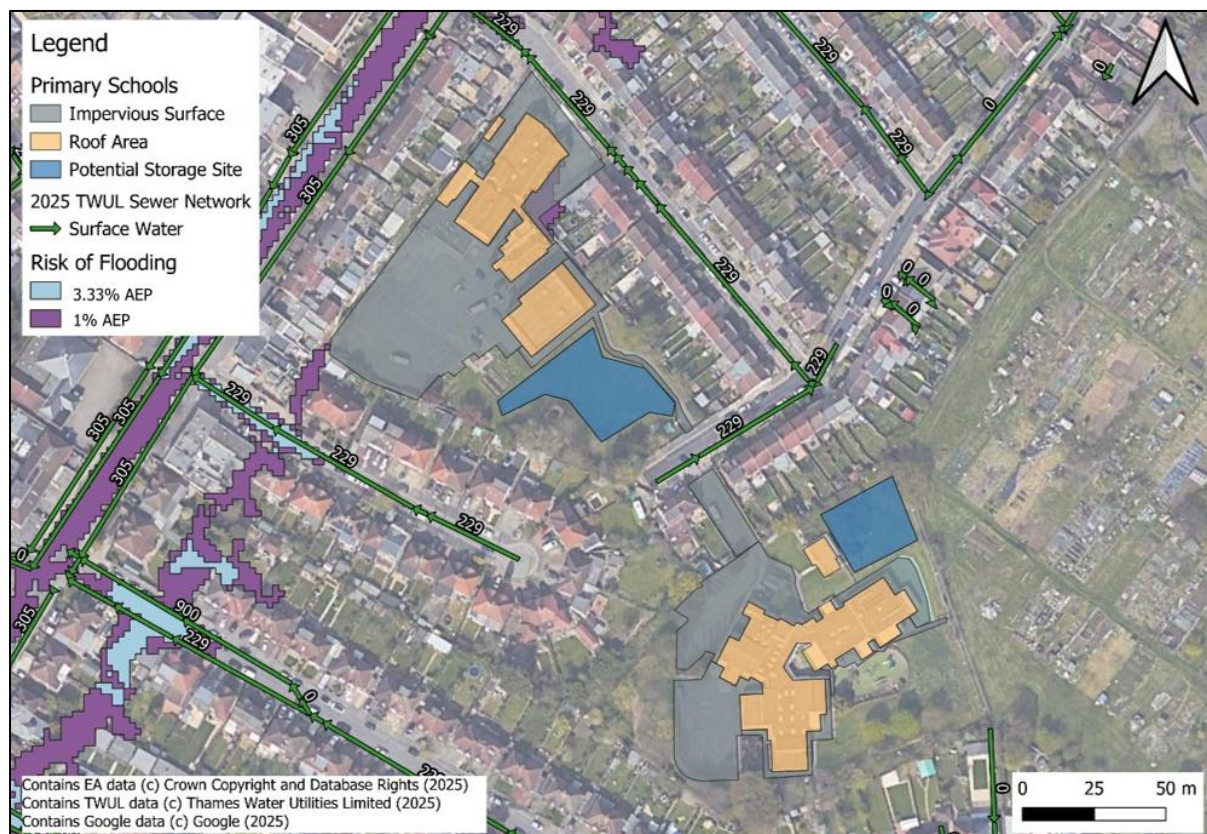 Legend
Primary Schools
Impervious Surface
Roof Area
Potential Storage Site
2025 TWUL Sewer Network
Surface Water
Risk of Flooding
3.33% AEP
1% AEP
229
229
229
0
0
305
305
229
229
0
0
0
0
229
305
305
305
229
229
229
229
0
900
229
305
0
0
Contains EA data (c) Crown Copyright and Database Rights (2025)
Contains TWUL data (c) Thames Water Utilities Limited (2025)
Contains Google data (c) Google (2025)
0 25 50 m